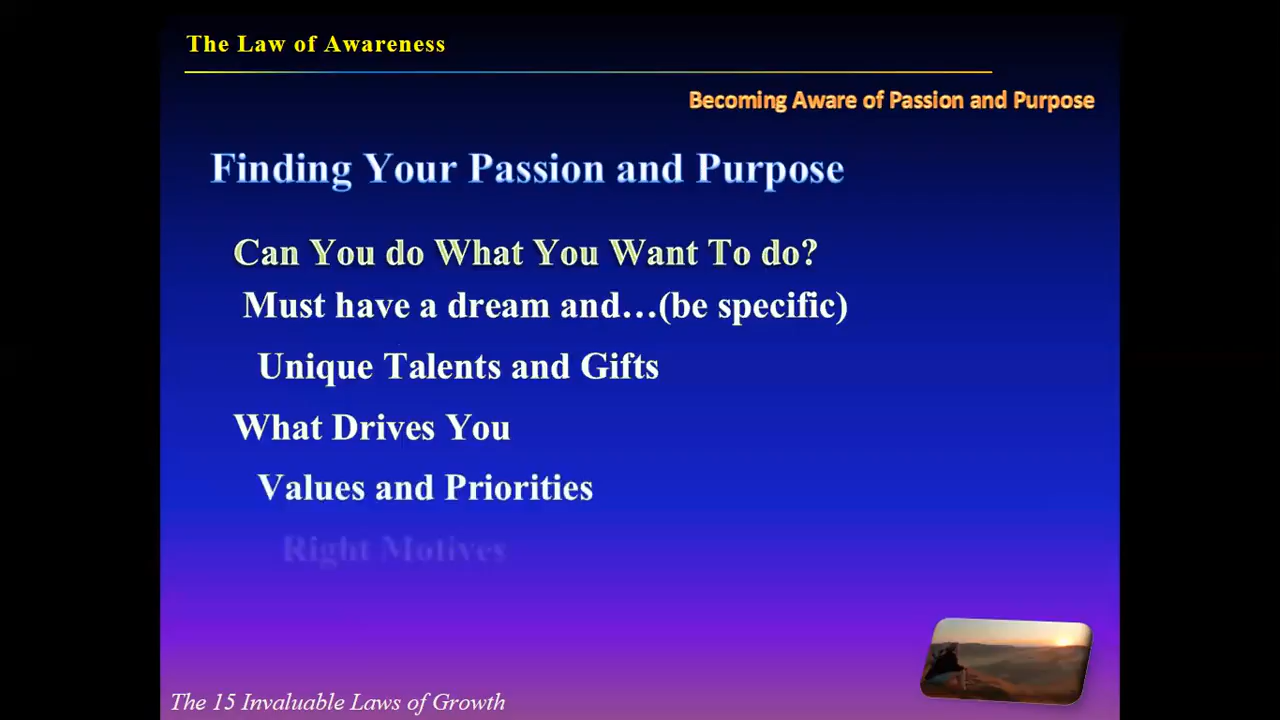 The Law of Awareness
Becoming Aware of Passion and Purpose
Finding Your Passion and Purpose
Can You do What You Want To do?
Must have a dream and…(be specific)
Unique Talents and Gifts
What Drives You
Values and Priorities
Right Motives
The 15 Invaluable Laws of Growth